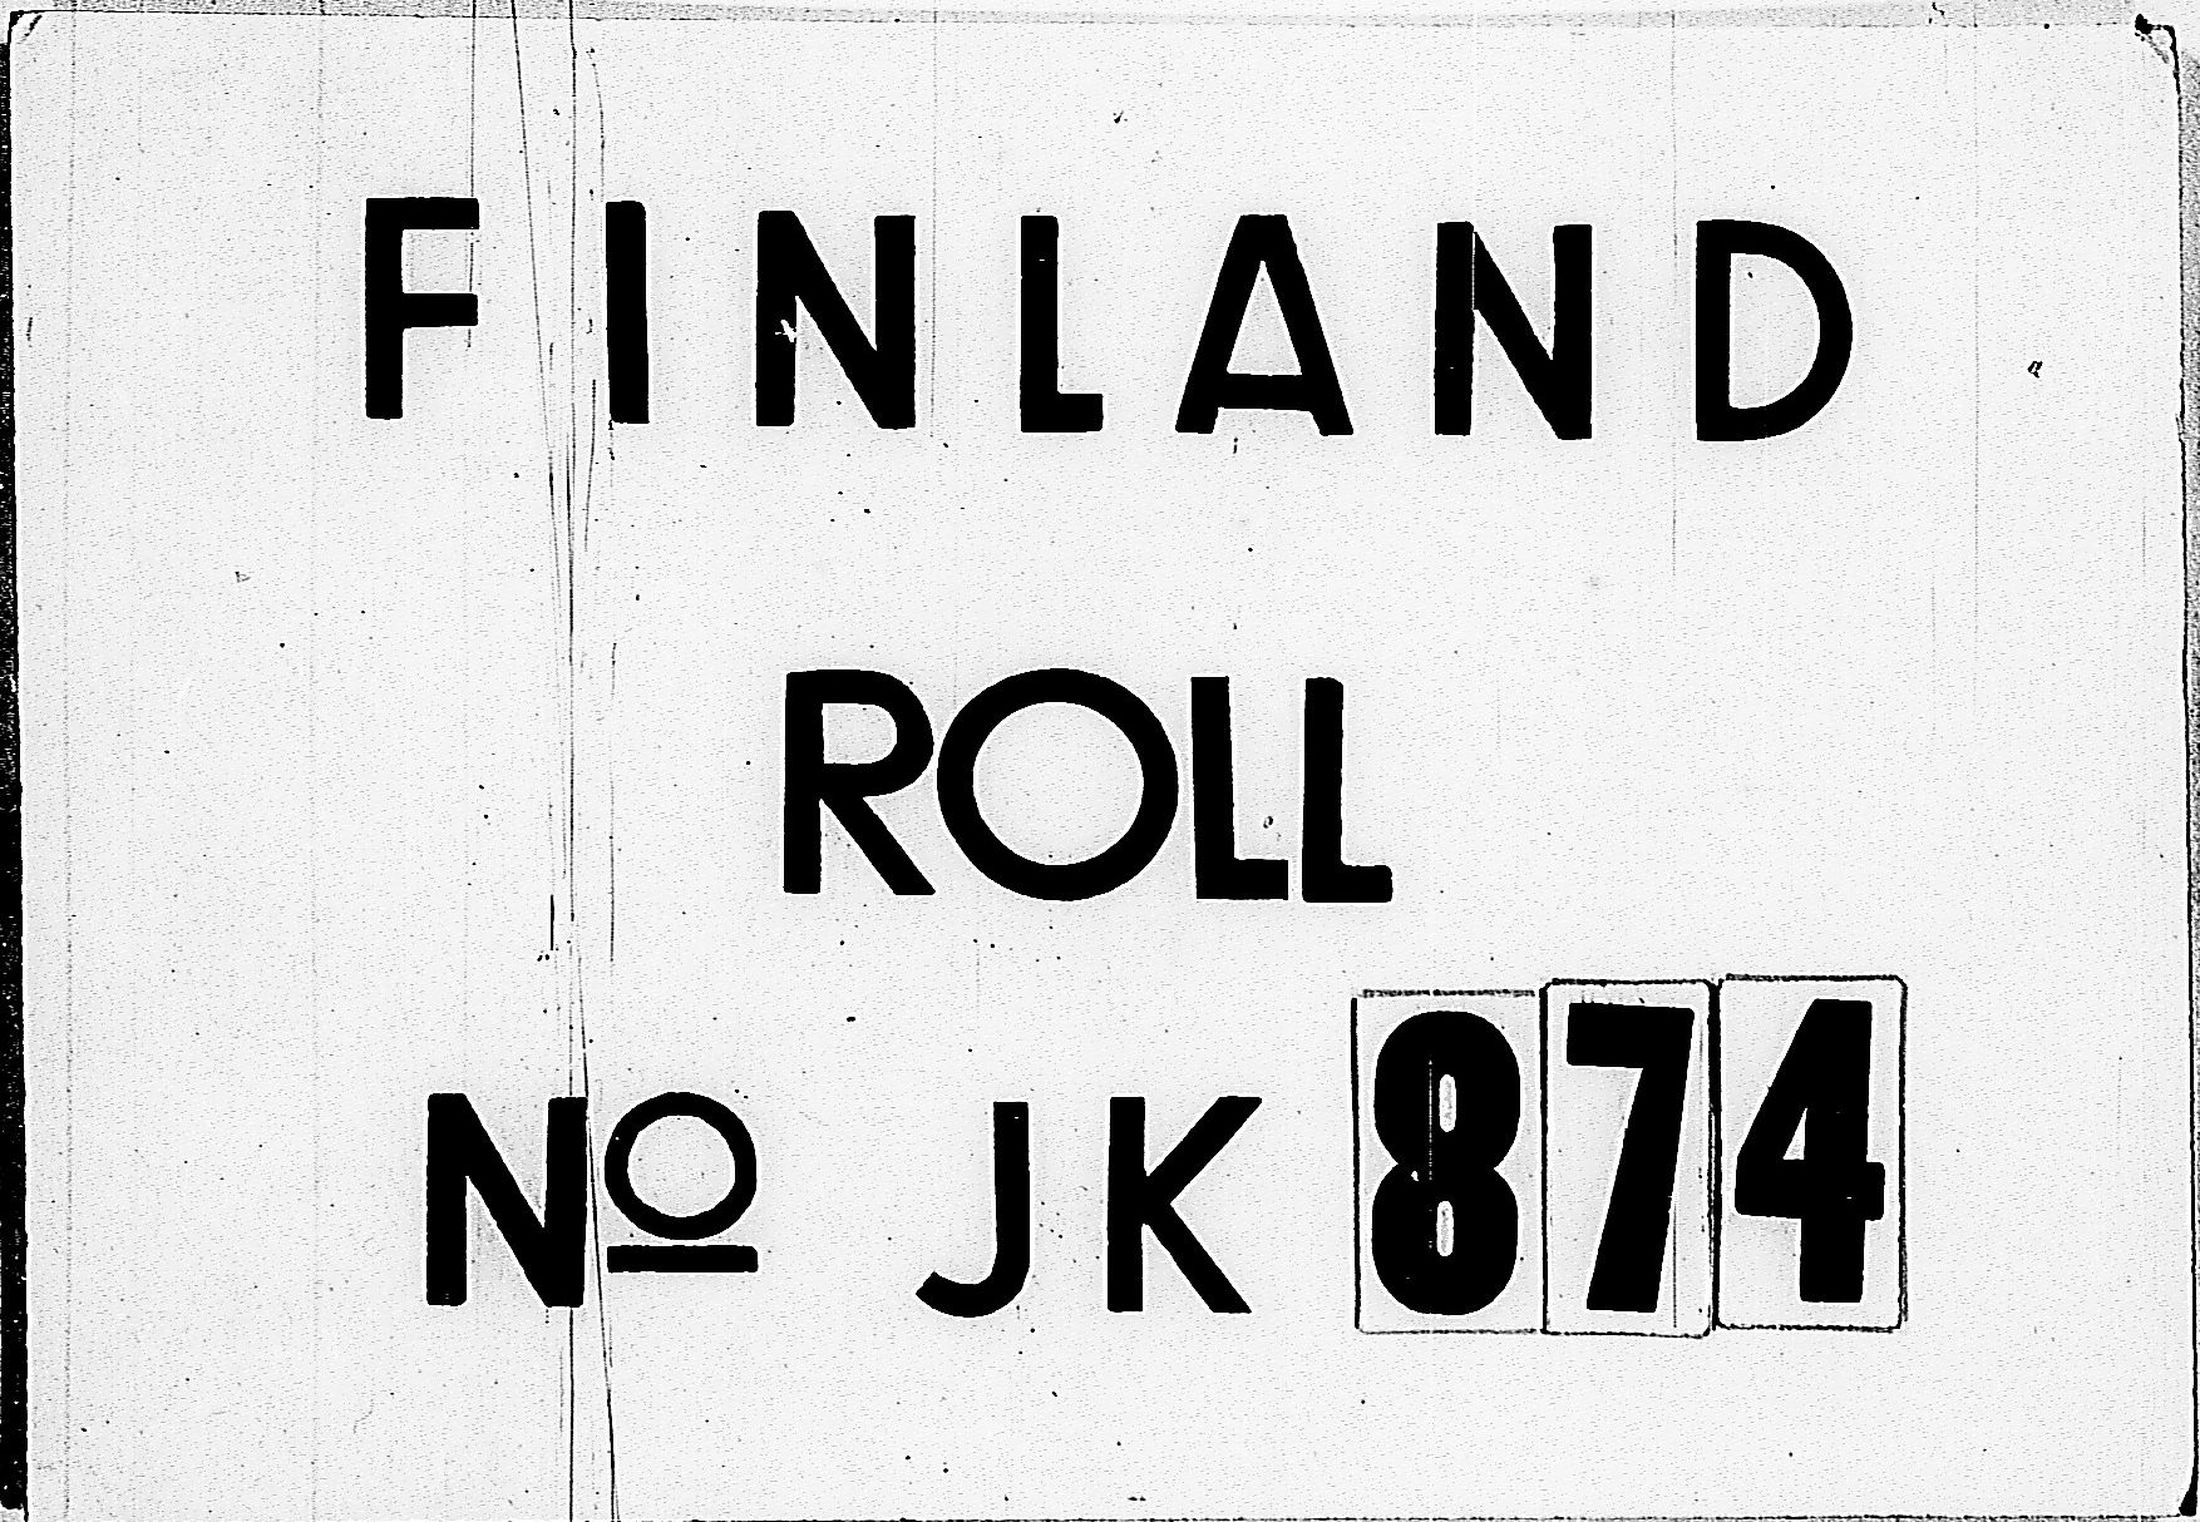 FINLAND
ROLL
Nº JK 874